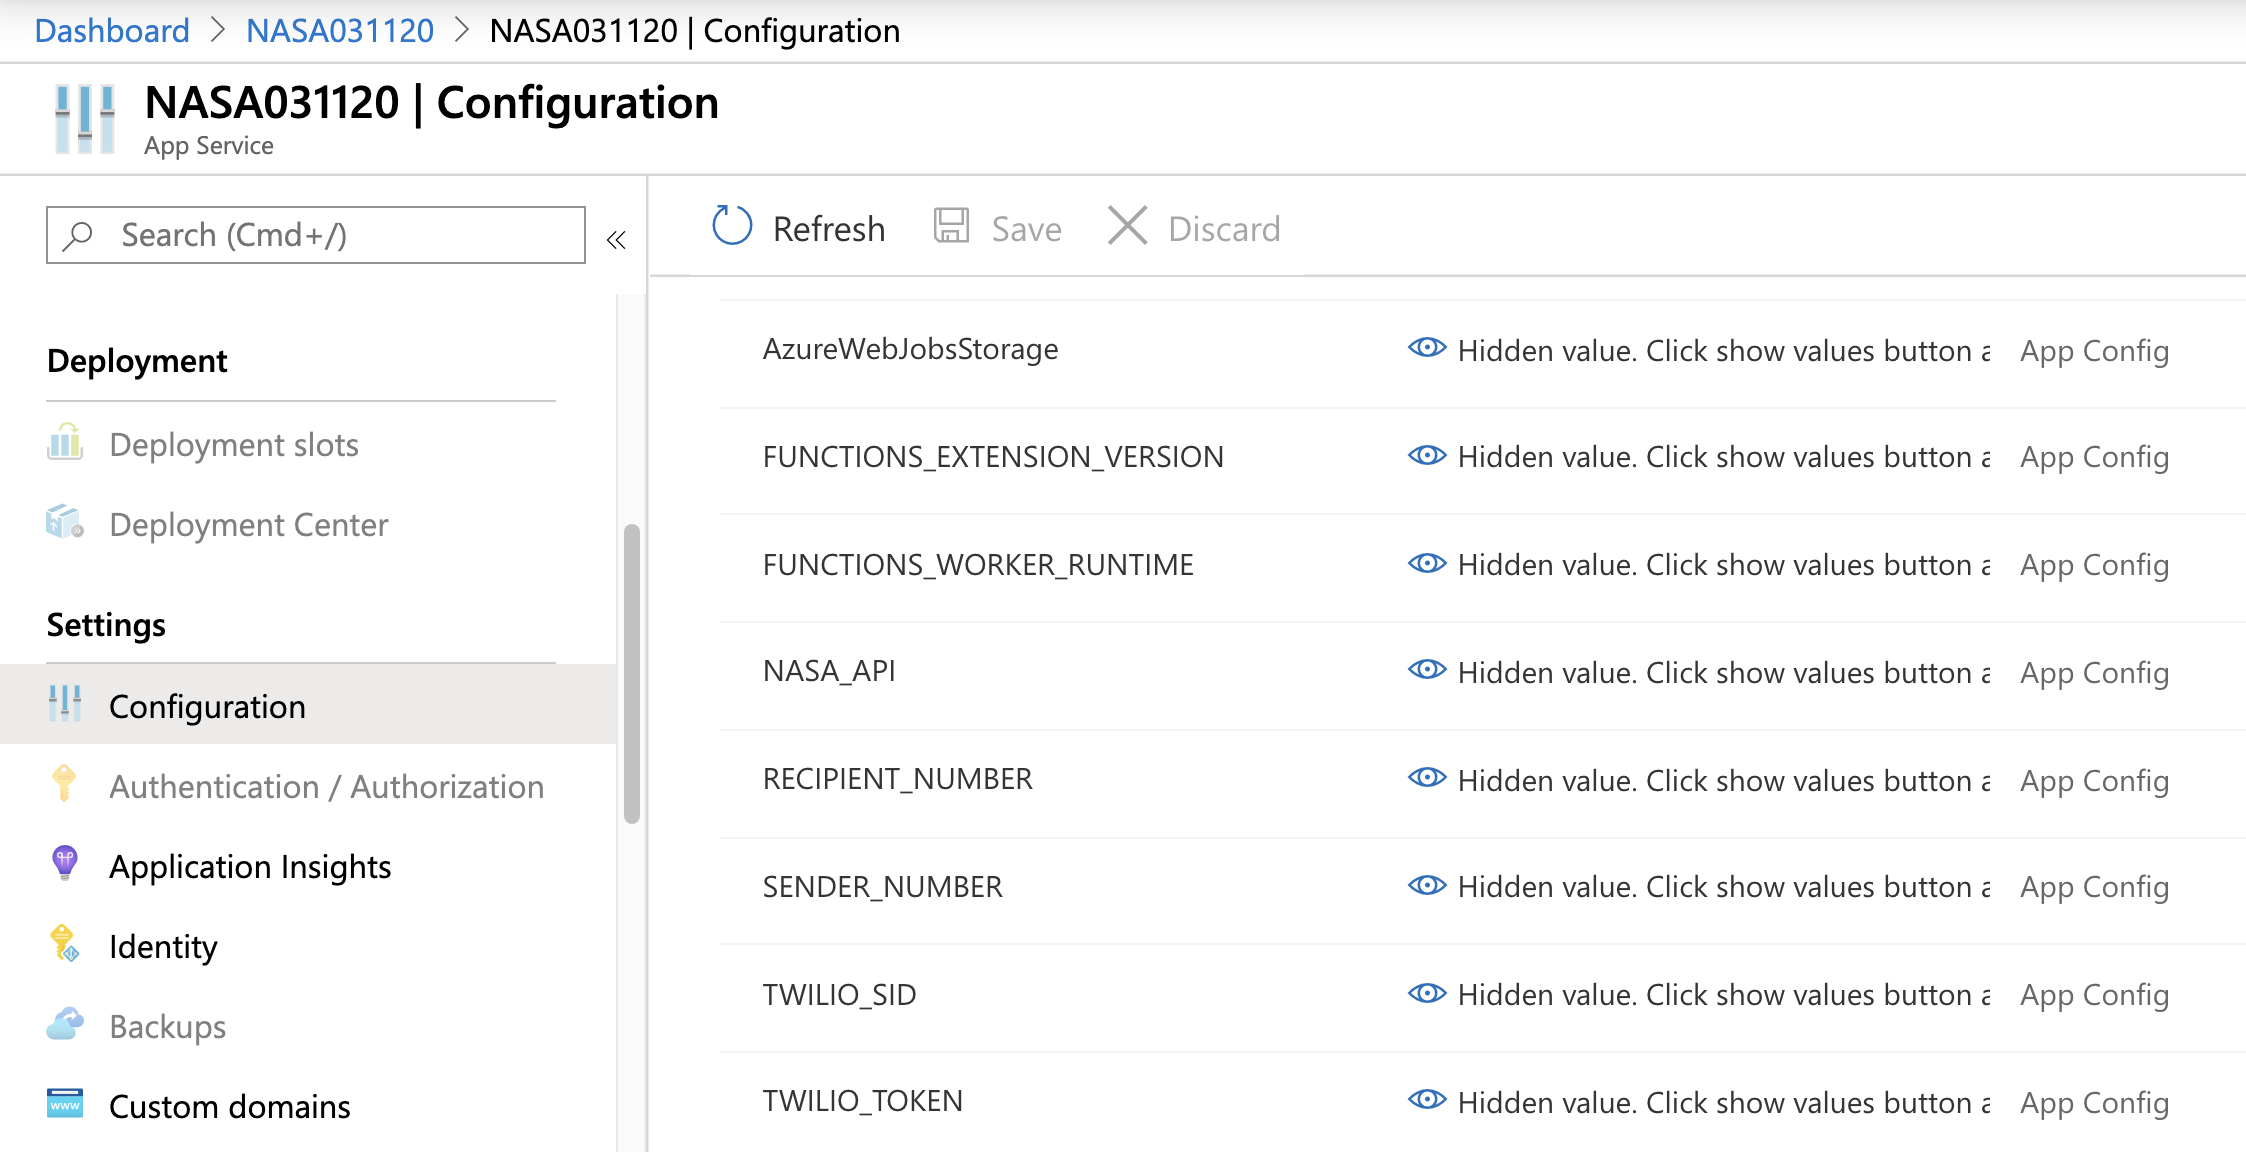 Dashboard > NASA031120 > NASA031120 | Configuration
NASA031120 | Configuration
App Service
Search (Cmd+/)
«
Deployment
Deployment slots
Deployment Center
Settings
Configuration
Authentication / Authorization
Application Insights
Identity
Backups
www
Custom domains
Refresh Save Discard
AzureWebJobsStorage Hidden value. Click show values button a App Config
FUNCTIONS_EXTENSION_VERSION Hidden value. Click show values button a App Config
FUNCTIONS_WORKER_RUNTIME Hidden value. Click show values button a App Config
NASA_API Hidden value. Click show values button a App Config
RECIPIENT_NUMBER Hidden value. Click show values button a App Config
SENDER_NUMBER Hidden value. Click show values button a App Config
TWILIO_SID Hidden value. Click show values button a App Config
TWILIO_TOKEN Hidden value. Click show values button a App Config